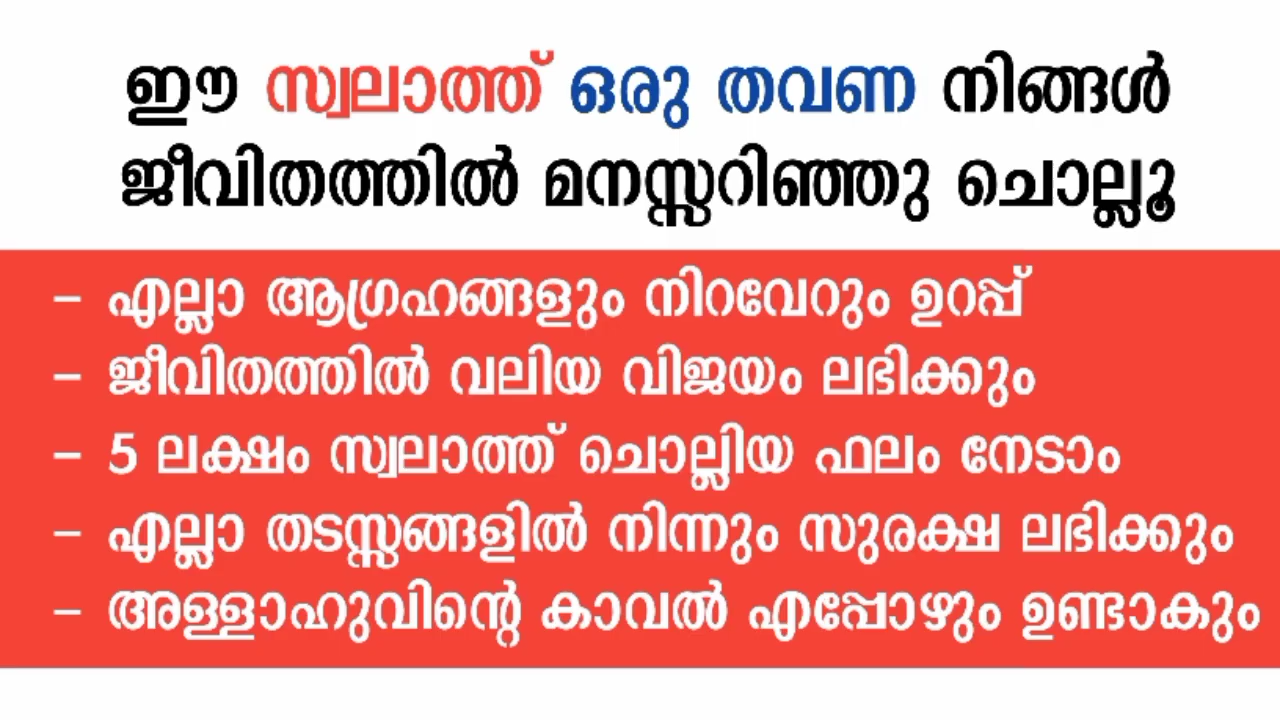 ഈ സ്വലാത്ത് ഒരു തവണ നിങ്ങൾ
ജീവിതത്തിൽ മനസ്സറിഞ്ഞു ചൊല്ലൂ
– എല്ലാ ആഗ്രഹങ്ങളും നിറവേറും ഉറപ്പ്
– ജീവിതത്തിൽ വലിയ വിജയം ലഭിക്കും
– 5 ലക്ഷം സ്വലാത്ത് ചൊല്ലിയ ഫലം നേടാം
– എല്ലാ തടസ്സങ്ങളിൽ നിന്നും സുരക്ഷ ലഭിക്കും
– അള്ളാഹുവിന്റെ കാവൽ എപ്പോഴും ഉണ്ടാകും